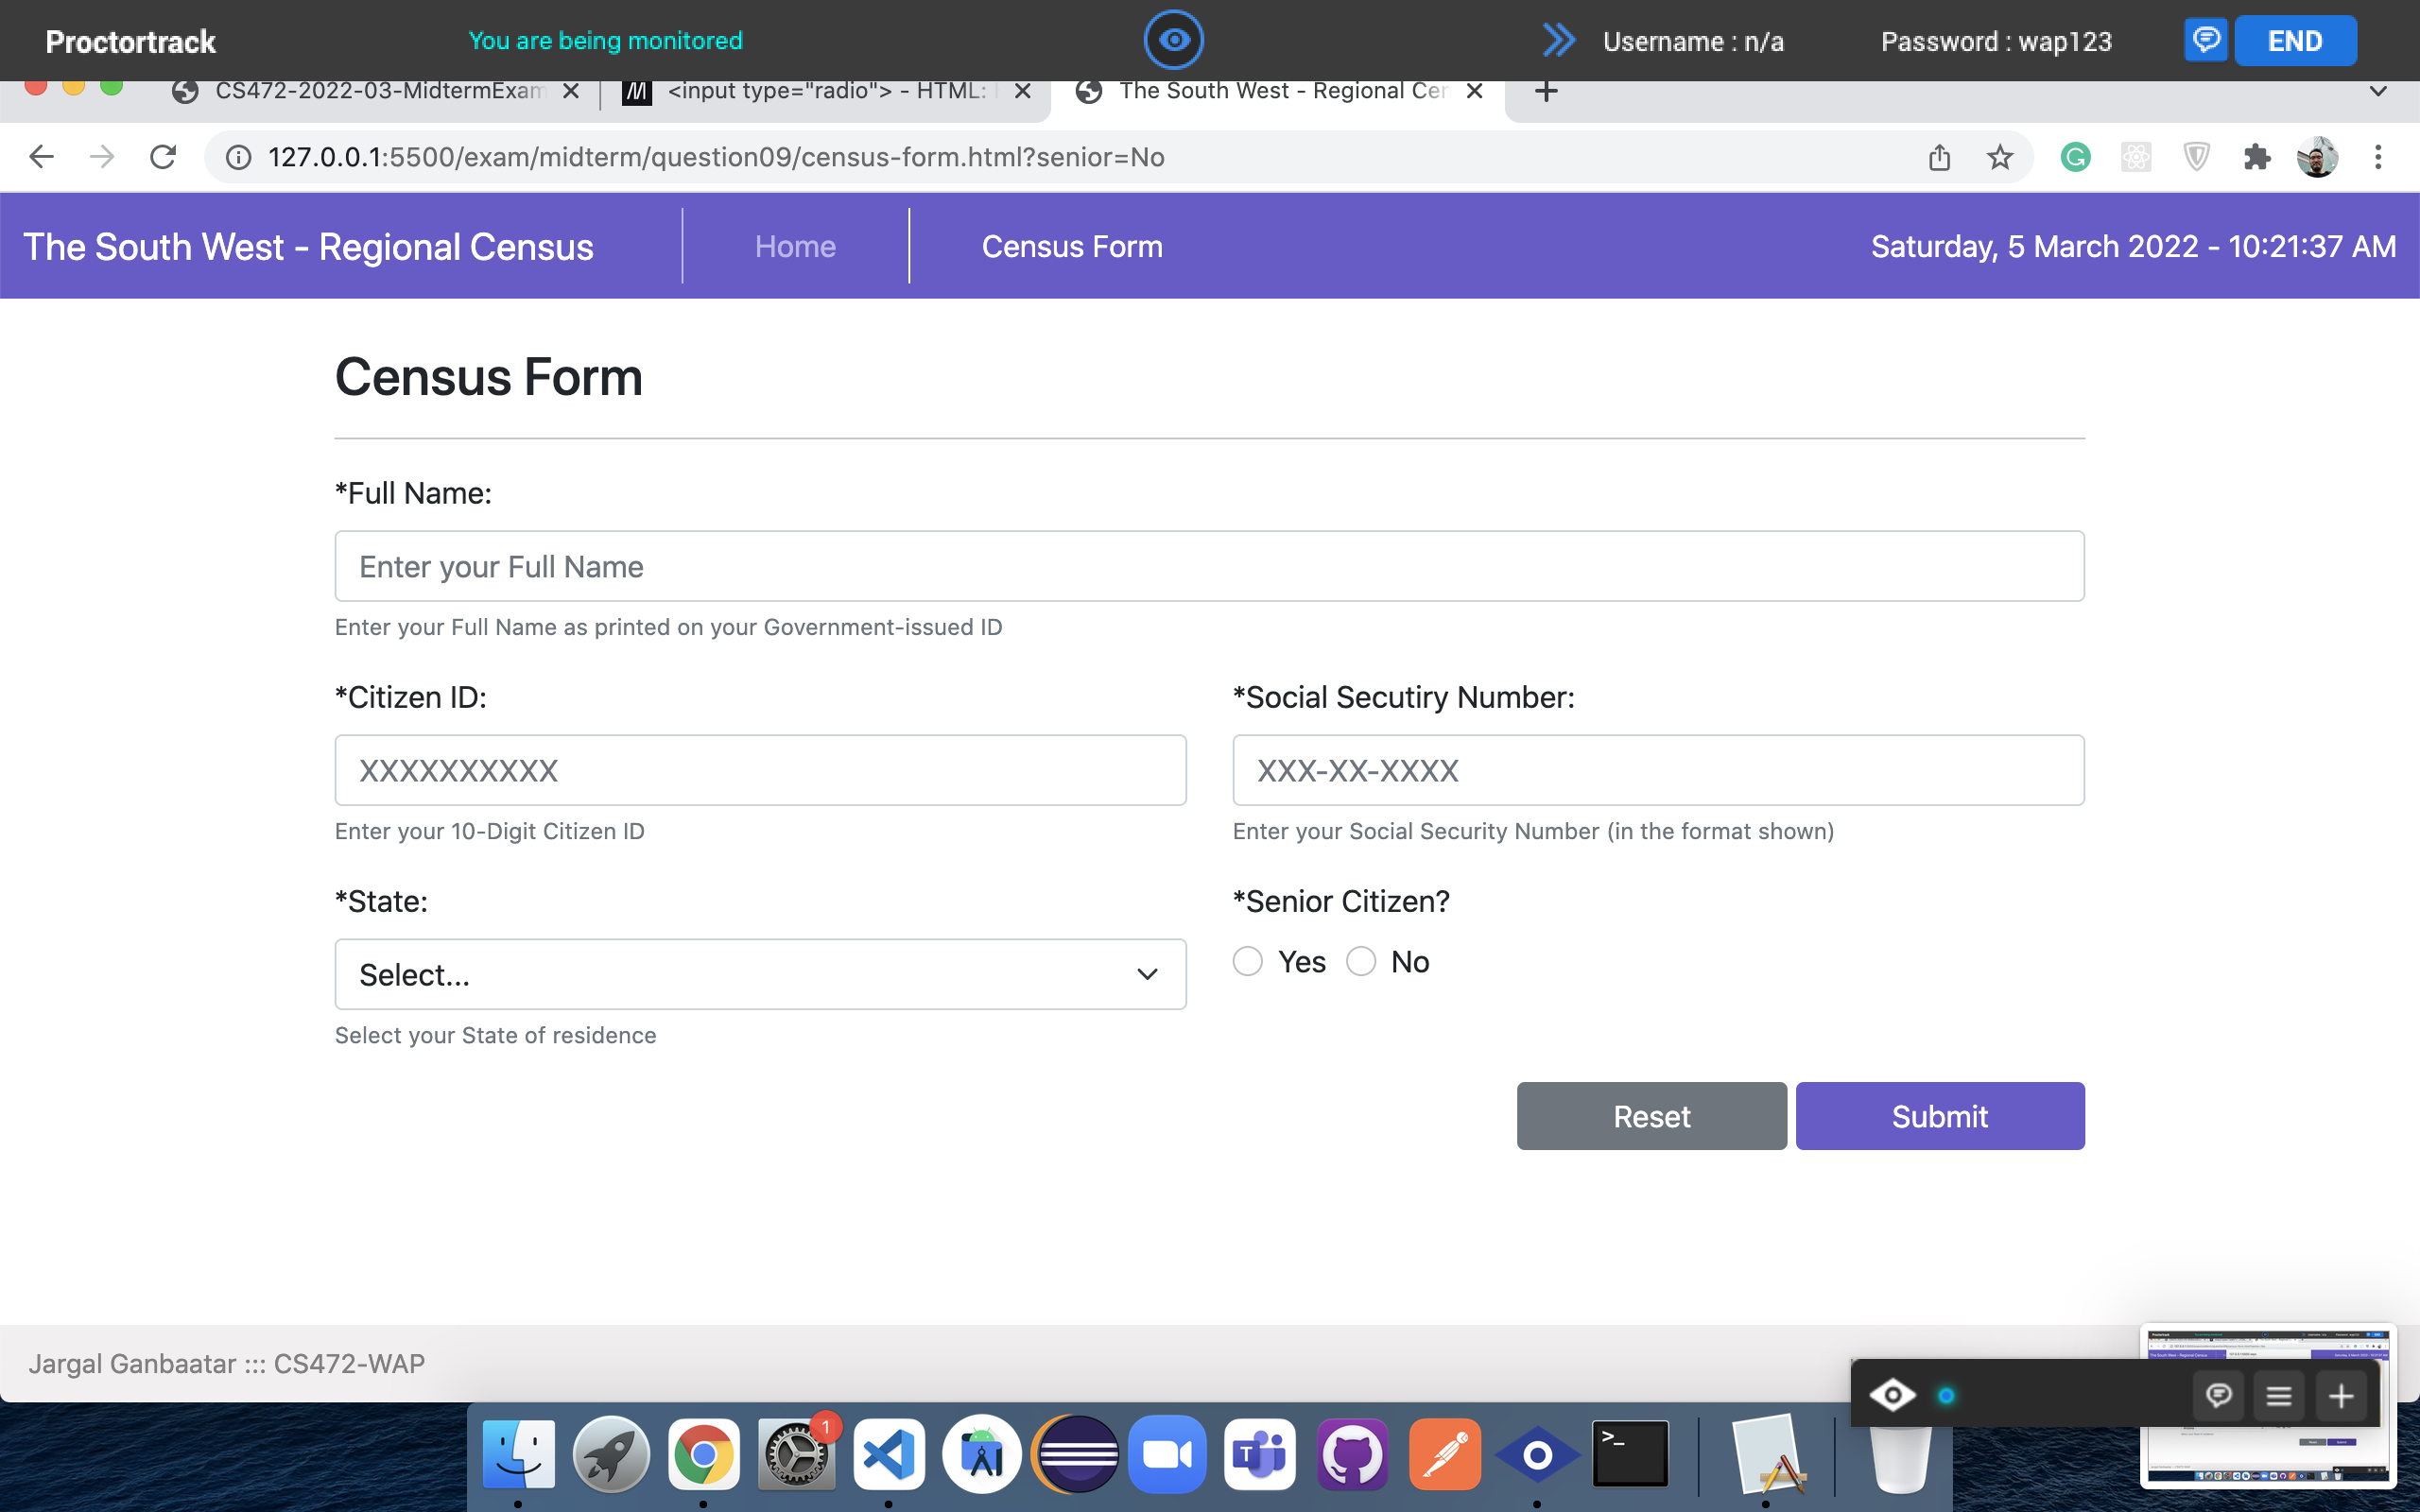 Proctortrack You are being monitored Username : n/a Password : wap123 END
CS472-2022-03-MidtermExam <input type="radio"> - HTML: The South West - Regional Cen
127.0.0.1:5500/exam/midterm/question09/census-form.html?senior=No
The South West - Regional Census Home Census Form Saturday, 5 March 2022 - 10:21:37 AM
Census Form
*Full Name:
Enter your Full Name
Enter your Full Name as printed on your Government-issued ID
*Citizen ID: *Social Secutiry Number:
XXXXXXXXXX XXX-XX-XXXX
Enter your 10-Digit Citizen ID Enter your Social Security Number (in the format shown)
*State: *Senior Citizen?
Select... Yes No
Select your State of residence
Reset Submit
Jargal Ganbaatar ::: CS472-WAP
1
T
>_